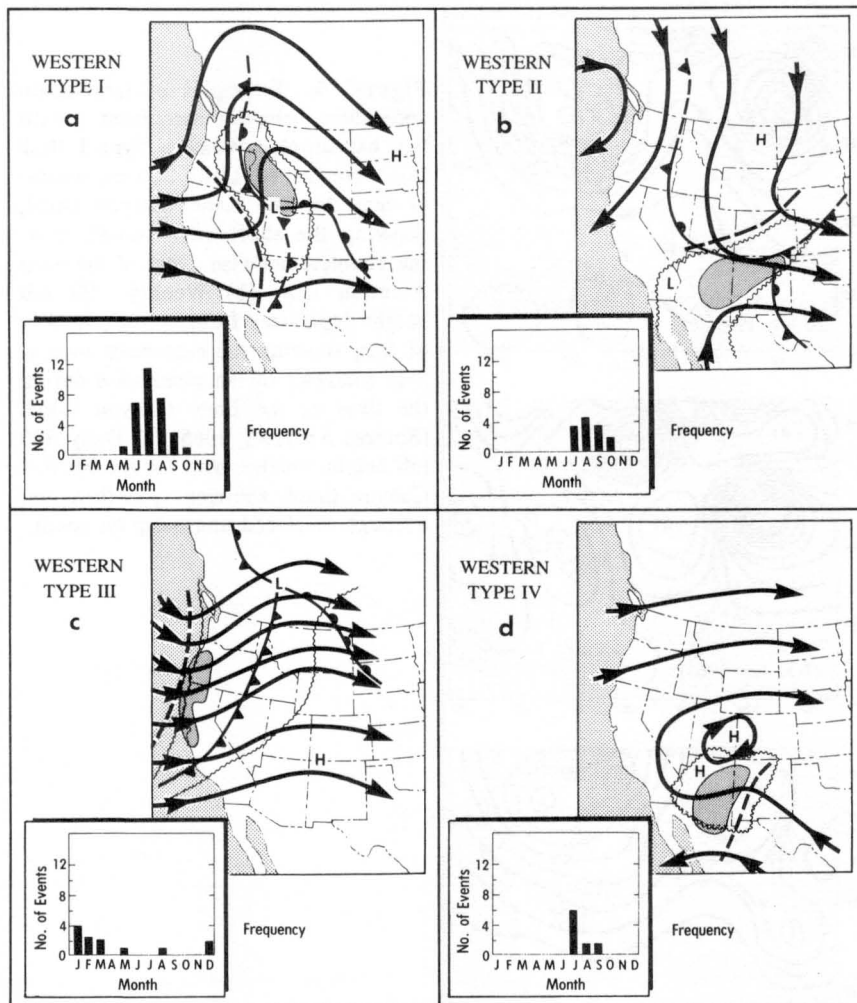 WESTERN
TYPE I
a
H
L
12
8
4
0
No. of Events
J F M A M J J A S O N D
Month
Frequency
WESTERN
TYPE II
b
H
L
12
8
4
0
No. of Events
J F M A M J J A S O N D
Month
Frequency
WESTERN
TYPE III
c
L
H
12
8
4
0
No. of Events
J F M A M J J A S O N D
Month
Frequency
WESTERN
TYPE IV
d
H
H
12
8
4
0
No. of Events
J F M A M J J A S O N D
Month
Frequency